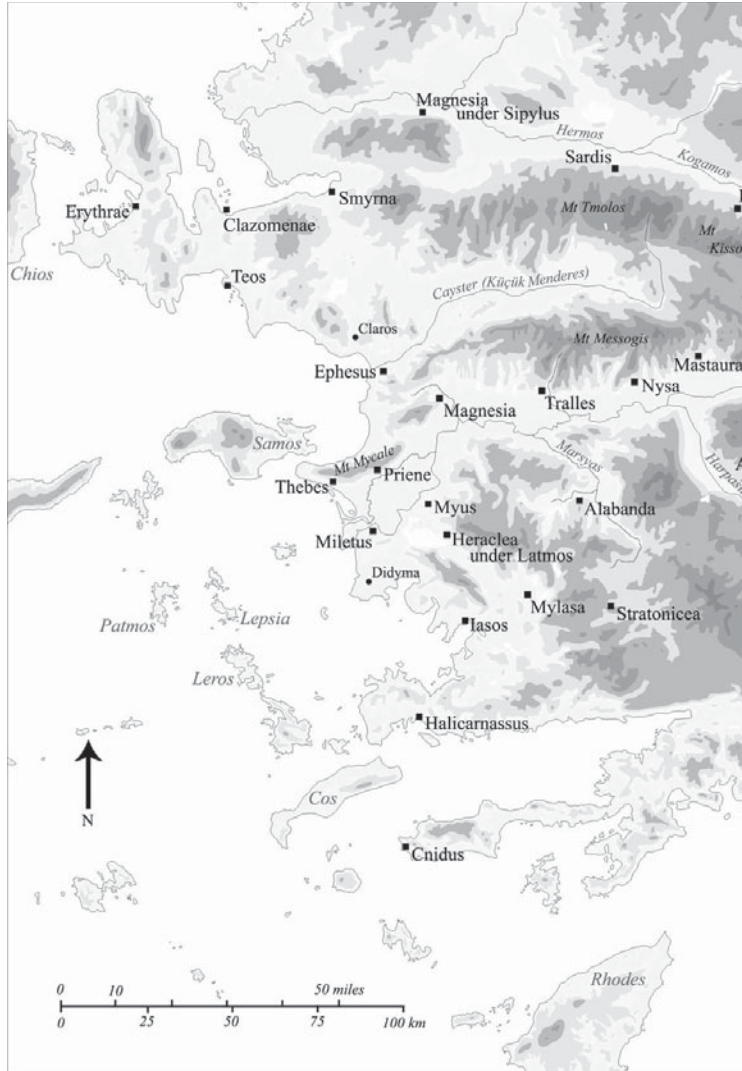 Magnesia
under Sipylus
Hermos
Sardis
Kogamos
Smyrna
Erythrae
Clazomenae
Mt Tmolos
Mt
Chios
Teos
Cayster (Küçük Menderes)
Claros
Mt Messogis
Mastaura
Ephesus
Nysa
Tralles
Magnesia
Samos
Mt Mycale
Marsyas
Priene
Thebes
Myus
Alabanda
Miletus
Heraclea
under Latmos
Didyma
Mylasa
Stratonicea
Patmos
Lepsia
Iasos
Leros
Halicarnassus
Cos
N
Cnidus
Rhodes
0 10 50 miles
0 25 50 75 100 km